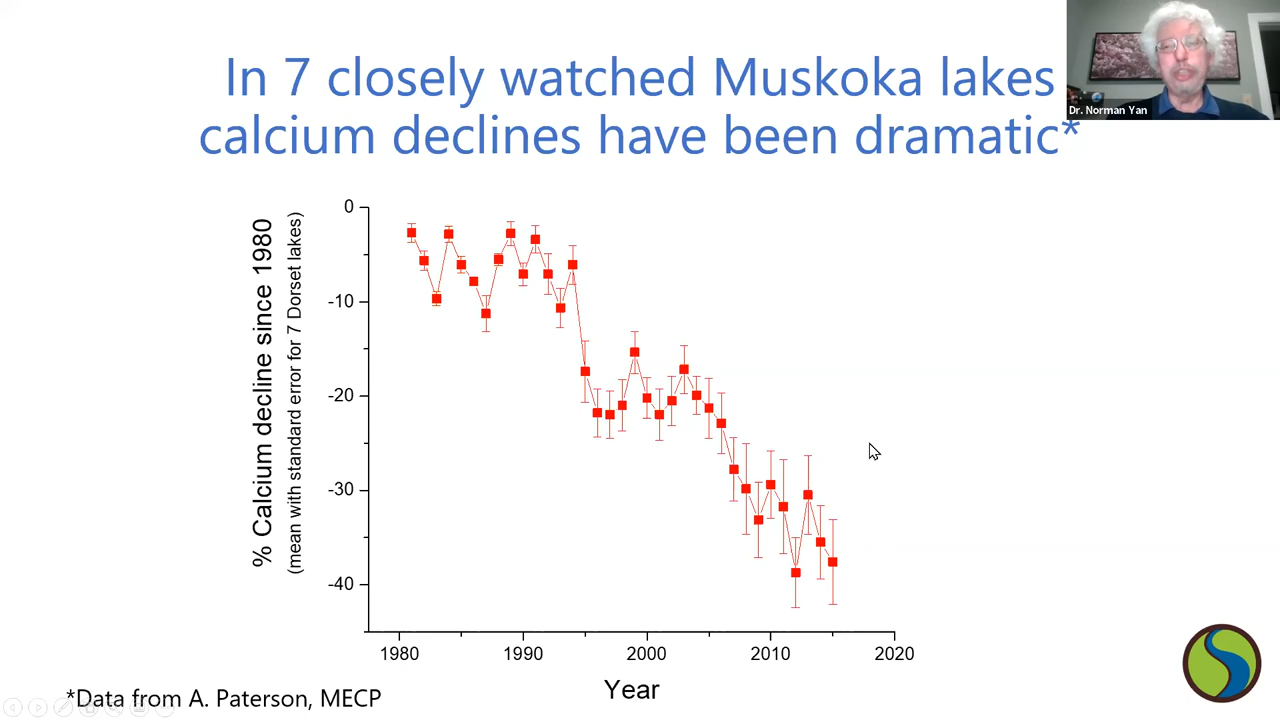 In 7 closely watched Muskoka lakes
calcium declines have been dramatic*
Dr. Norman Yan
% Calcium decline since 1980
(mean with standard error for 7 Dorset lakes)
0
-10
-20
-30
-40
1980
1990
2000
2010
2020
Year
*Data from A. Paterson, MECP